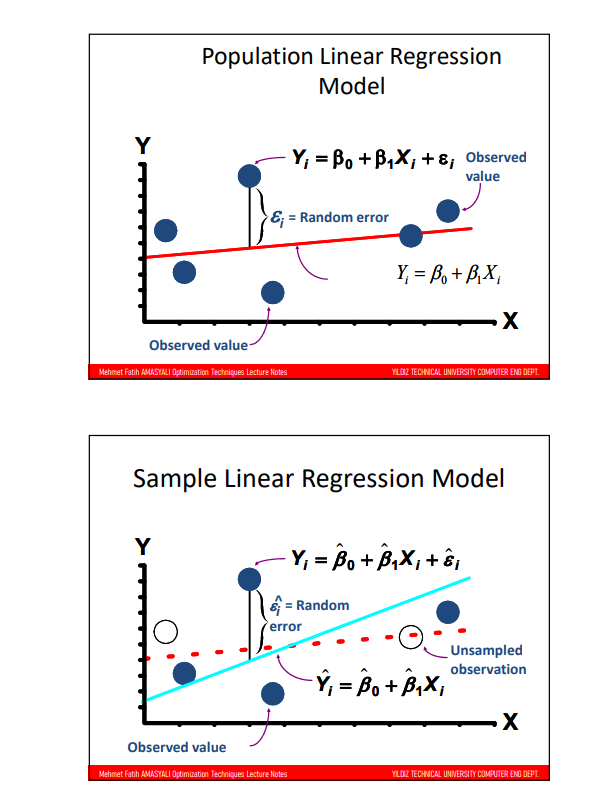 Population Linear Regression
Model
Y
Yᵢ = β₀ + β₁Xᵢ + εᵢ
Observed
value
εᵢ = Random error
Yᵢ = β₀ + β₁Xᵢ
X
Observed value
Mehmet Fatih AMASYALI Optimization Techniques Lecture Notes
YILDIZ TECHNICAL UNIVERSITY COMPUTER ENG DEPT.
Sample Linear Regression Model
Y
Yᵢ = β̂₀ + β̂₁Xᵢ + ε̂ᵢ
ε̂ᵢ = Random
error
Unsampled
observation
Ŷᵢ = β̂₀ + β̂₁Xᵢ
X
Observed value
Mehmet Fatih AMASYALI Optimization Techniques Lecture Notes
YILDIZ TECHNICAL UNIVERSITY COMPUTER ENG DEPT.